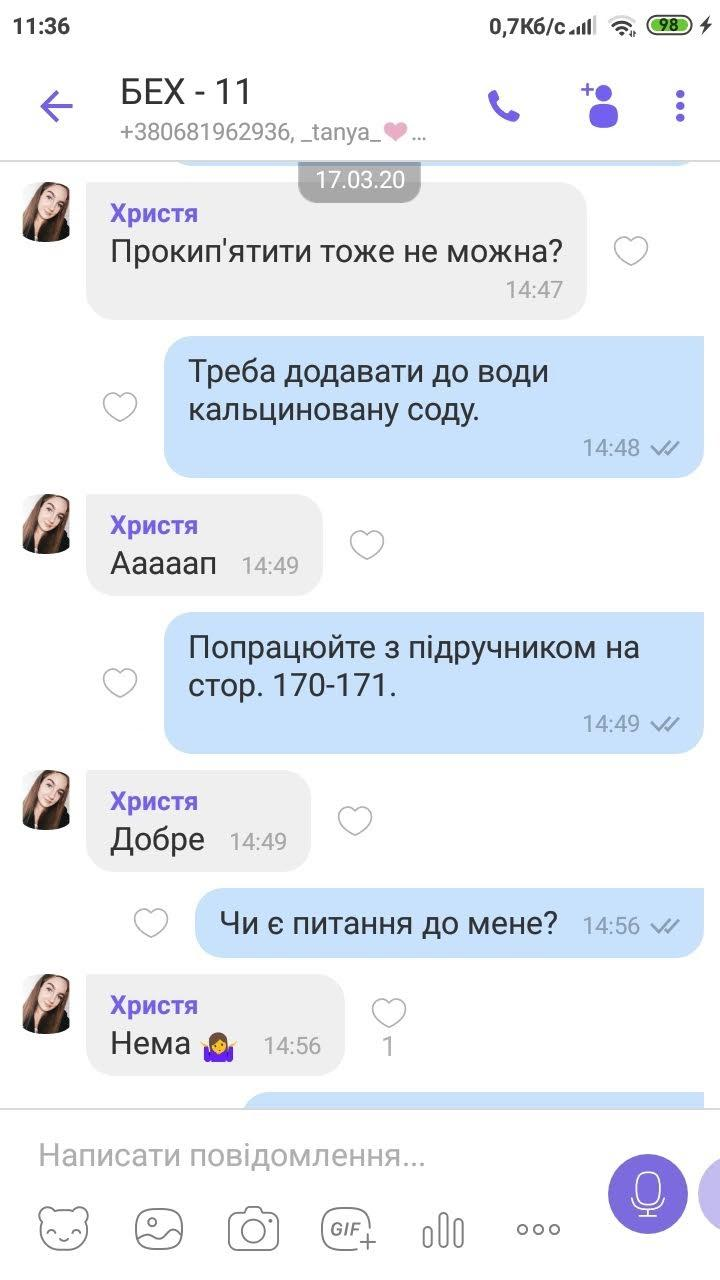 11:36
0,7Кб/с
98
БЕХ - 11
+380681962936, _tanya_🩷...
17.03.20
Христя
Прокип'ятити тоже не можна?
14:47
Треба додавати до води
кальциновану соду.
14:48
Христя
Ааааап 14:49
Попрацюйте з підручником на
стор. 170-171.
14:49
Христя
Добре 14:49
Чи є питання до мене? 14:56
Христя
Нема 🤷‍♀️ 14:56
1
Написати повідомлення...
GIF